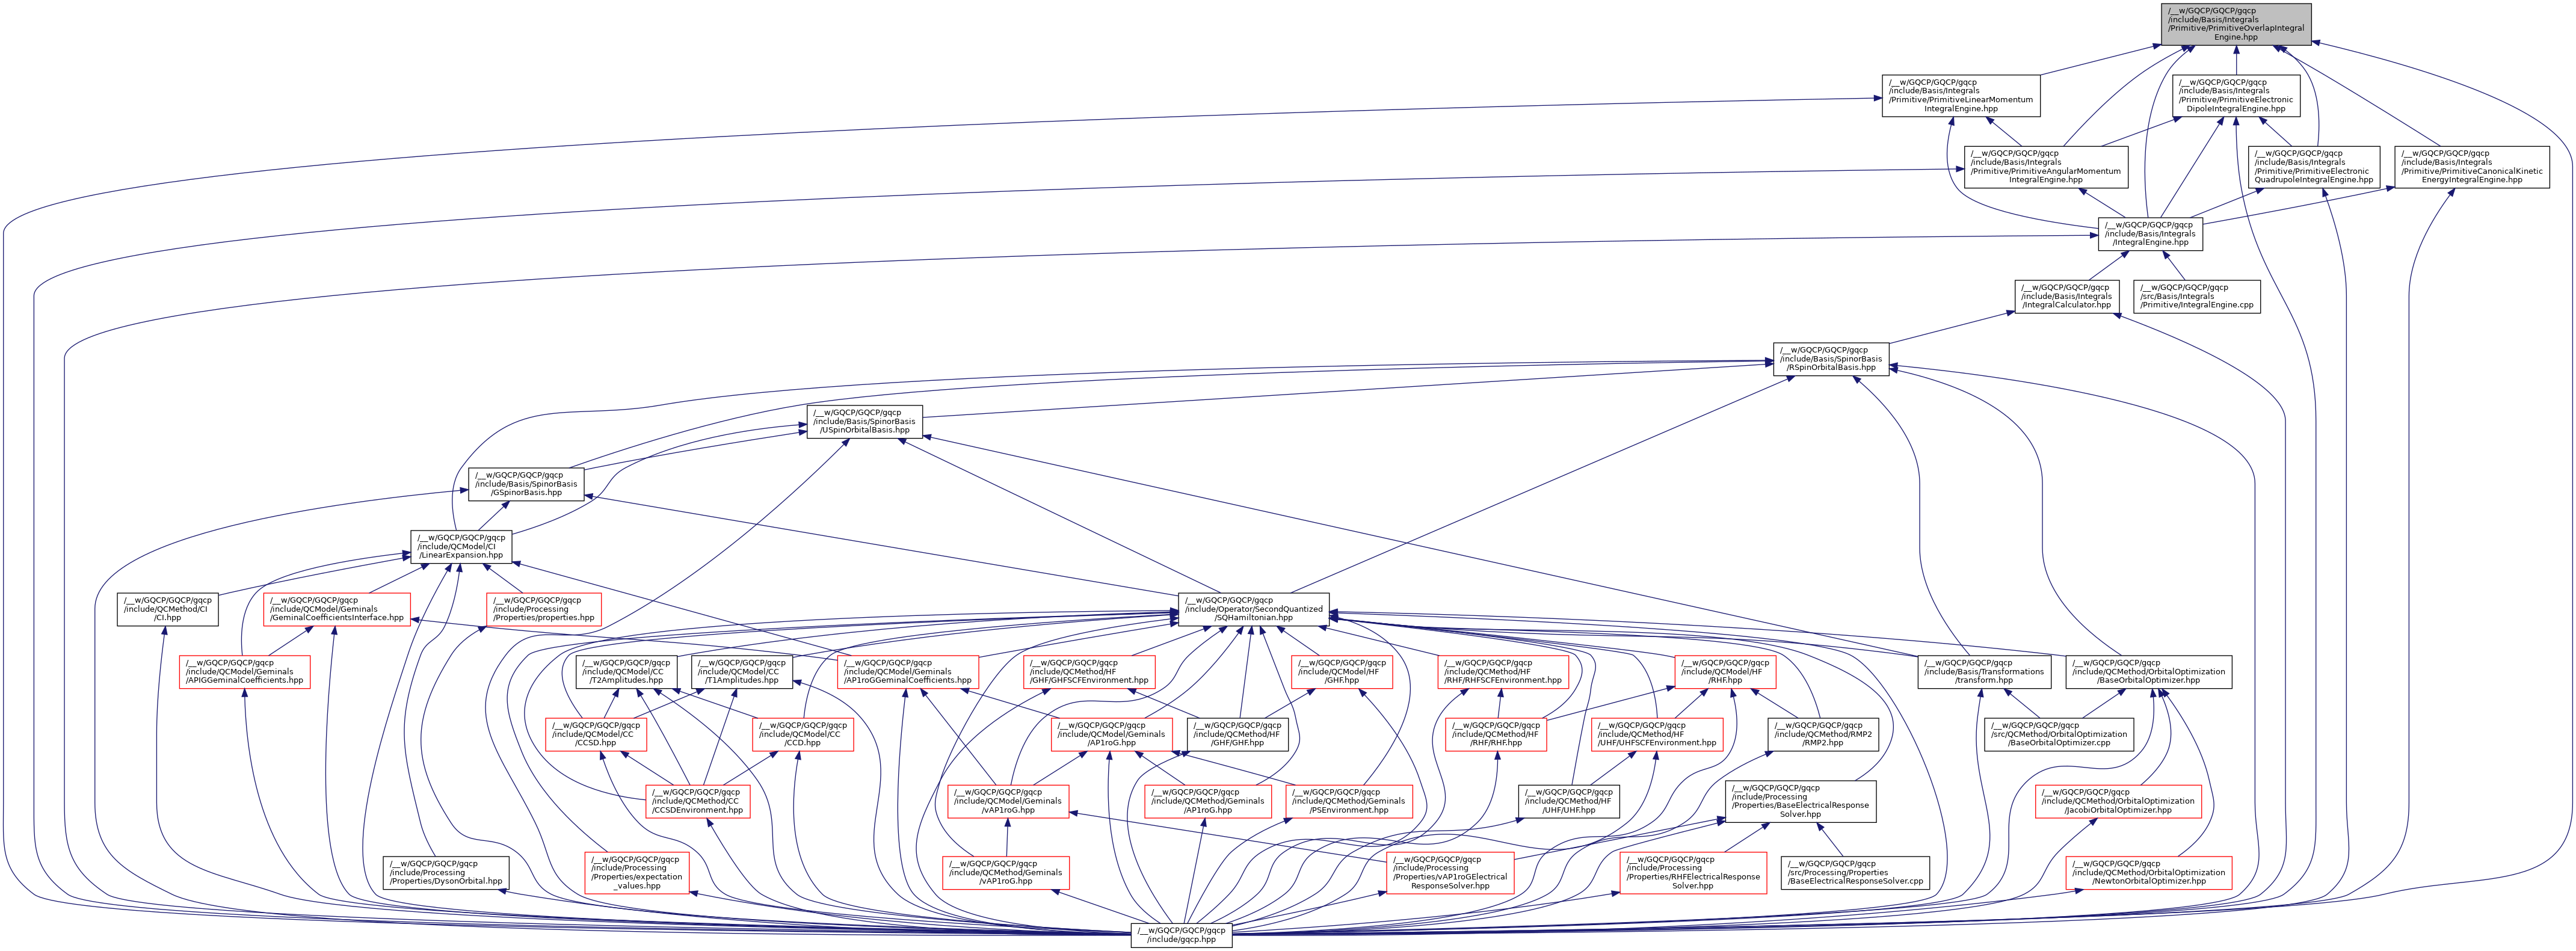 /__w/GQCP/GQCP/gqcp
/include/Basis/Integrals
/Primitive/PrimitiveOverlapIntegral
Engine.hpp
/__w/GQCP/GQCP/gqcp
/include/Basis/Integrals
/Primitive/PrimitiveLinearMomentum
IntegralEngine.hpp
/__w/GQCP/GQCP/gqcp
/include/Basis/Integrals
/Primitive/PrimitiveElectronic
DipoleIntegralEngine.hpp
/__w/GQCP/GQCP/gqcp
/include/Basis/Integrals
/Primitive/PrimitiveAngularMomentum
IntegralEngine.hpp
/__w/GQCP/GQCP/gqcp
/include/Basis/Integrals
/Primitive/PrimitiveElectronic
QuadrupoleIntegralEngine.hpp
/__w/GQCP/GQCP/gqcp
/include/Basis/Integrals
/Primitive/PrimitiveCanonicalKinetic
EnergyIntegralEngine.hpp
/__w/GQCP/GQCP/gqcp
/include/Basis/Integrals
/IntegralEngine.hpp
/__w/GQCP/GQCP/gqcp
/include/Basis/Integrals
/IntegralCalculator.hpp
/__w/GQCP/GQCP/gqcp
/src/Basis/Integrals
/Primitive/IntegralEngine.cpp
/__w/GQCP/GQCP/gqcp
/include/Basis/SpinorBasis
/RSpinOrbitalBasis.hpp
/__w/GQCP/GQCP/gqcp
/include/Basis/SpinorBasis
/USpinOrbitalBasis.hpp
/__w/GQCP/GQCP/gqcp
/include/Basis/SpinorBasis
/GSpinorBasis.hpp
/__w/GQCP/GQCP/gqcp
/include/QCModel/CI
/LinearExpansion.hpp
/__w/GQCP/GQCP/gqcp
/include/QCMethod/CI
/CI.hpp
/__w/GQCP/GQCP/gqcp
/include/QCModel/Geminals
/GeminalCoefficientsInterface.hpp
/__w/GQCP/GQCP/gqcp
/include/Processing
/Properties/properties.hpp
/__w/GQCP/GQCP/gqcp
/include/Operator/SecondQuantized
/SQHamiltonian.hpp
/__w/GQCP/GQCP/gqcp
/include/QCModel/Geminals
/APIGGeminalCoefficients.hpp
/__w/GQCP/GQCP/gqcp
/include/QCModel/CC
/T2Amplitudes.hpp
/__w/GQCP/GQCP/gqcp
/include/QCModel/CC
/T1Amplitudes.hpp
/__w/GQCP/GQCP/gqcp
/include/QCModel/Geminals
/AP1roGGeminalCoefficients.hpp
/__w/GQCP/GQCP/gqcp
/include/QCMethod/HF
/GHF/GHFSCFEnvironment.hpp
/__w/GQCP/GQCP/gqcp
/include/QCModel/HF
/GHF.hpp
/__w/GQCP/GQCP/gqcp
/include/QCMethod/HF
/RHF/RHFSCFEnvironment.hpp
/__w/GQCP/GQCP/gqcp
/include/QCModel/HF
/RHF.hpp
/__w/GQCP/GQCP/gqcp
/include/Basis/Transformations
/transform.hpp
/__w/GQCP/GQCP/gqcp
/include/QCMethod/OrbitalOptimization
/BaseOrbitalOptimizer.hpp
/__w/GQCP/GQCP/gqcp
/include/QCModel/CC
/CCSD.hpp
/__w/GQCP/GQCP/gqcp
/include/QCModel/CC
/CCD.hpp
/__w/GQCP/GQCP/gqcp
/include/QCModel/Geminals
/AP1roG.hpp
/__w/GQCP/GQCP/gqcp
/include/QCMethod/HF
/GHF/GHF.hpp
/__w/GQCP/GQCP/gqcp
/include/QCMethod/HF
/RHF/RHF.hpp
/__w/GQCP/GQCP/gqcp
/include/QCMethod/HF
/UHF/UHFSCFEnvironment.hpp
/__w/GQCP/GQCP/gqcp
/include/QCMethod/RMP2
/RMP2.hpp
/__w/GQCP/GQCP/gqcp
/src/QCMethod/OrbitalOptimization
/BaseOrbitalOptimizer.cpp
/__w/GQCP/GQCP/gqcp
/include/QCMethod/CC
/CCSDEnvironment.hpp
/__w/GQCP/GQCP/gqcp
/include/QCModel/Geminals
/vAP1roG.hpp
/__w/GQCP/GQCP/gqcp
/include/QCMethod/Geminals
/AP1roG.hpp
/__w/GQCP/GQCP/gqcp
/include/QCMethod/Geminals
/PSEnvironment.hpp
/__w/GQCP/GQCP/gqcp
/include/QCMethod/HF
/UHF/UHF.hpp
/__w/GQCP/GQCP/gqcp
/include/Processing
/Properties/BaseElectricalResponse
Solver.hpp
/__w/GQCP/GQCP/gqcp
/include/QCMethod/OrbitalOptimization
/JacobiOrbitalOptimizer.hpp
/__w/GQCP/GQCP/gqcp
/include/Processing
/Properties/DysonOrbital.hpp
/__w/GQCP/GQCP/gqcp
/include/Processing
/Properties/expectation
_values.hpp
/__w/GQCP/GQCP/gqcp
/include/QCMethod/Geminals
/vAP1roG.hpp
/__w/GQCP/GQCP/gqcp
/include/Processing
/Properties/vAP1roGElectrical
ResponseSolver.hpp
/__w/GQCP/GQCP/gqcp
/include/Processing
/Properties/RHFElectricalResponse
Solver.hpp
/__w/GQCP/GQCP/gqcp
/src/Processing/Properties
/BaseElectricalResponseSolver.cpp
/__w/GQCP/GQCP/gqcp
/include/QCMethod/OrbitalOptimization
/NewtonOrbitalOptimizer.hpp
/__w/GQCP/GQCP/gqcp
/include/gqcp.hpp